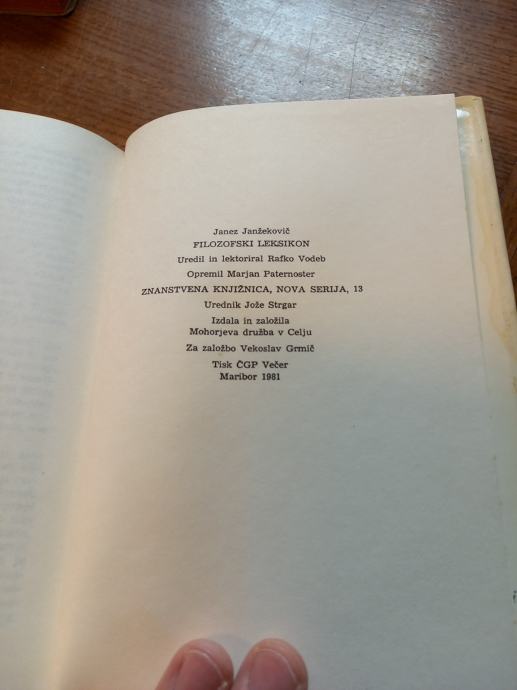 Janez Janžekovič
FILOZOFSKI LEKSIKON
Uredil in lektoriral Rafko Vodeb
Opremil Marjan Paternoster
ZNANSTVENA KNJIŽNICA, NOVA SERIJA, 13
Urednik Jože Strgar
Izdala in založila
Mohorjeva družba v Celju
Za založbo Vekoslav Grmič
Tisk ČGP Večer
Maribor 1981